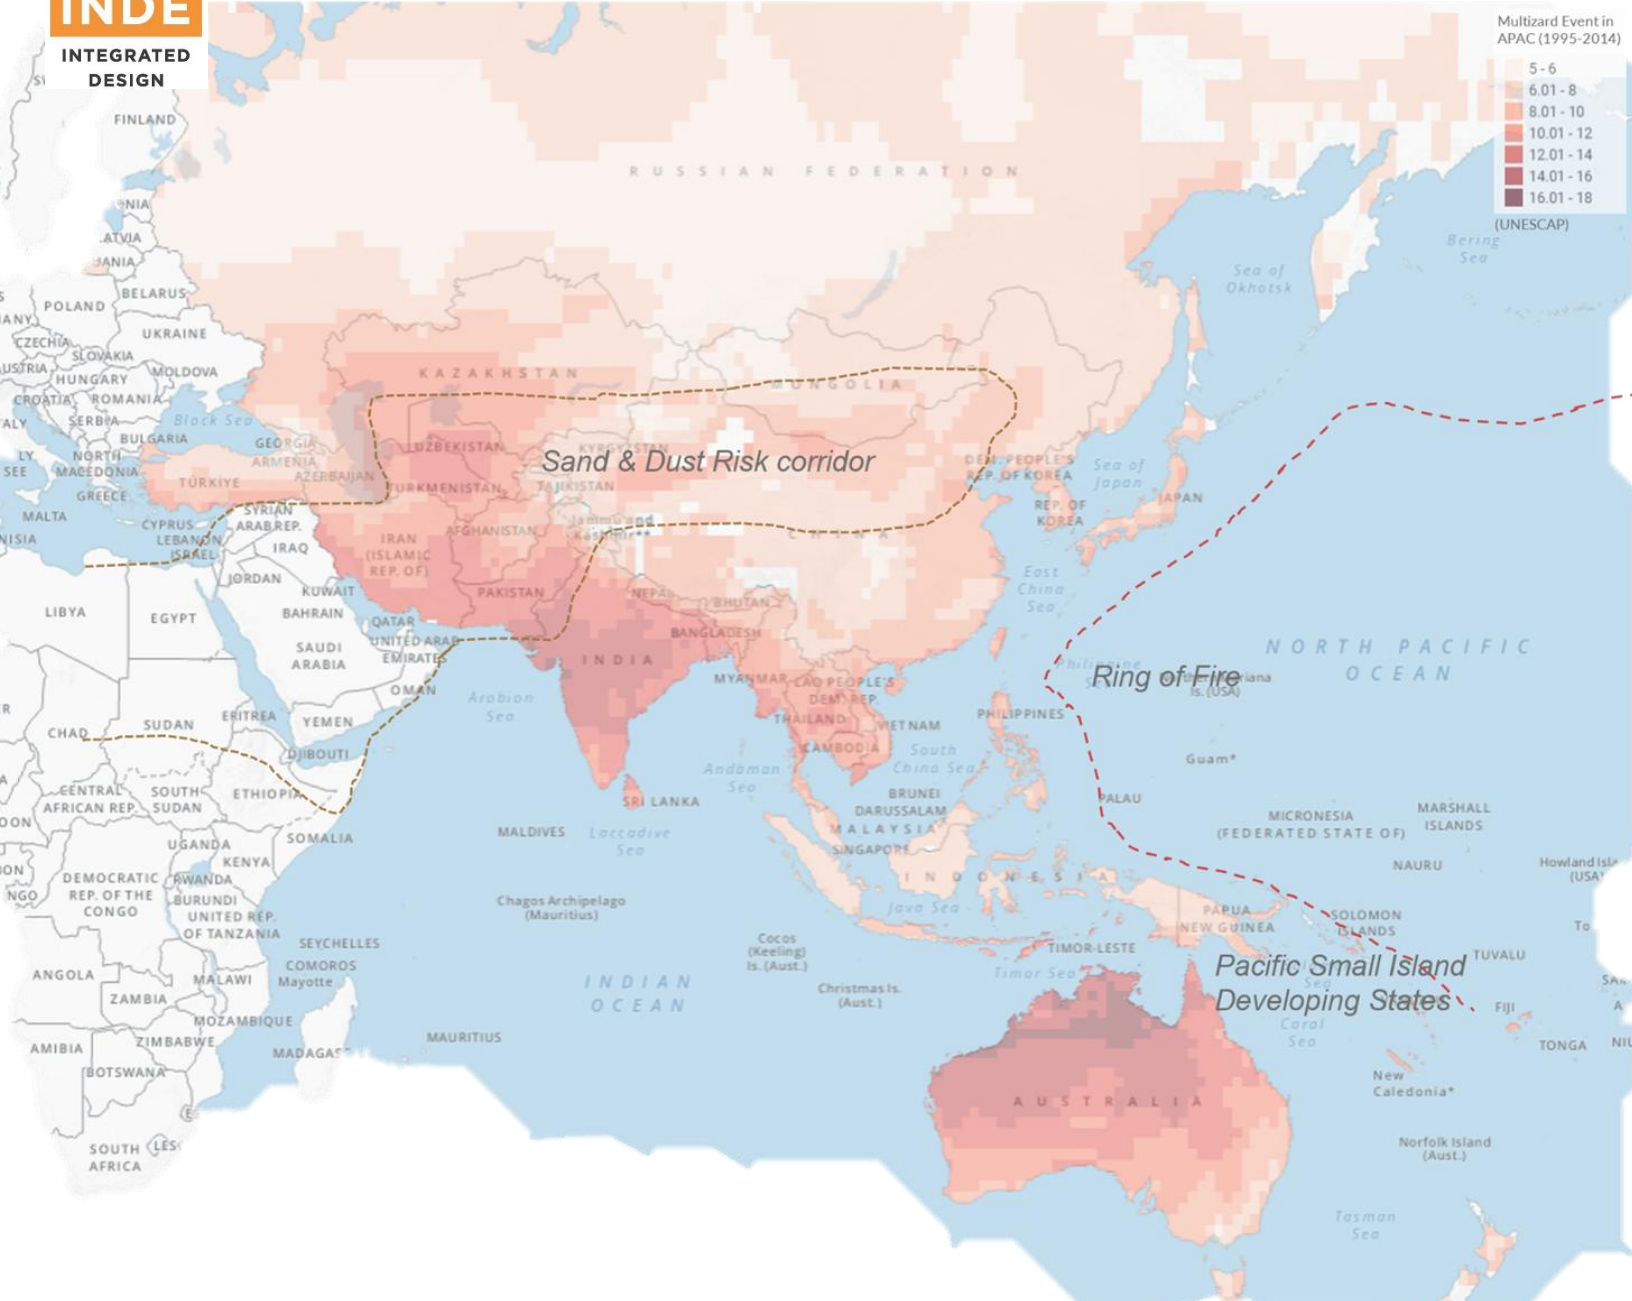 INDE
INTEGRATED
DESIGN
Multizard Event in
APAC (1995-2014)
5 - 6
6.01 - 8
8.01 - 10
10.01 - 12
12.01 - 14
14.01 - 16
16.01 - 18
(UNESCAP)
FINLAND
RUSSIAN FEDERATION
Bering
Sea
Sea of
Okhotsk
POLAND
BELARUS
UKRAINE
CZECHIA
SLOVAKIA
HUNGARY
MOLDOVA
CROATIA
ROMANIA
SERBIA
Black Sea
BULGARIA
NORTH
MACEDONIA
GREECE
GEORGIA
ARMENIA
AZERBAIJAN
TÜRKİYE
MALTA
CYPRUS
LEBANON
ISRAEL
SYRIAN
ARAB REP.
IRAQ
JORDAN
KUWAIT
BAHRAIN
QATAR
UNITED ARAB
EMIRATES
SAUDI
ARABIA
OMAN
YEMEN
KAZAKHSTAN
MONGOLIA
UZBEKISTAN
KYRGYZSTAN
Sand & Dust Risk corridor
TURKMENISTAN
TAJIKISTAN
AFGHANISTAN
Jammu and
Kashmir**
IRAN
(ISLAMIC
REP. OF)
PAKISTAN
CHINA
NEPAL
BHUTAN
BANGLADESH
INDIA
DEM. PEOPLE'S
REP. OF KOREA
REP. OF
KOREA
Sea of
Japan
JAPAN
East
China
Sea
LIBYA
EGYPT
CHAD
SUDAN
ERITREA
DJIBOUTI
CENTRAL
AFRICAN REP.
SOUTH
SUDAN
ETHIOPIA
SOMALIA
UGANDA
KENYA
RWANDA
BURUNDI
DEMOCRATIC
REP. OF THE
CONGO
UNITED REP.
OF TANZANIA
SEYCHELLES
COMOROS
Mayotte
ANGOLA
MALAWI
ZAMBIA
MOZAMBIQUE
ZIMBABWE
BOTSWANA
SOUTH
AFRICA
MAURITIUS
Arabian
Sea
MYANMAR
LAO PEOPLE'S
DEM. REP.
THAILAND
VIET NAM
CAMBODIA
Andaman
Sea
South
China Sea
PHILIPPINES
Philippine
Ring of Fire
Is. (USA)
NORTH PACIFIC
OCEAN
Guam*
SRI LANKA
MALDIVES
Laccadive
Sea
BRUNEI
DARUSSALAM
MALAYSIA
SINGAPORE
INDONESIA
Java Sea
PALAU
MICRONESIA
(FEDERATED STATE OF)
MARSHALL
ISLANDS
NAURU
Howland Isla
(USA)
Chagos Archipelago
(Mauritius)
Cocos
(Keeling)
Is. (Aust.)
Christmas Is.
(Aust.)
INDIAN
OCEAN
TIMOR-LESTE
Timor Sea
PAPUA
NEW GUINEA
SOLOMON
ISLANDS
TUVALU
Pacific Small Island
Developing States
Coral
Sea
FIJI
TONGA
New
Caledonia*
AUSTRALIA
Norfolk Island
(Aust.)
Tasman
Sea